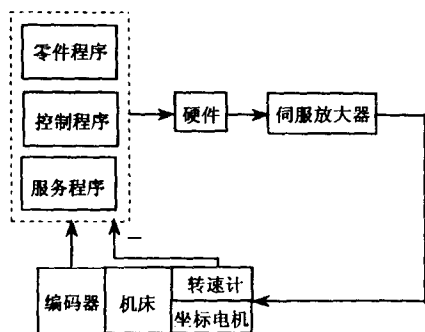 零件程序
控制程序
服务程序
硬件
伺服放大器
－
编码器
机床
转速计
坐标电机